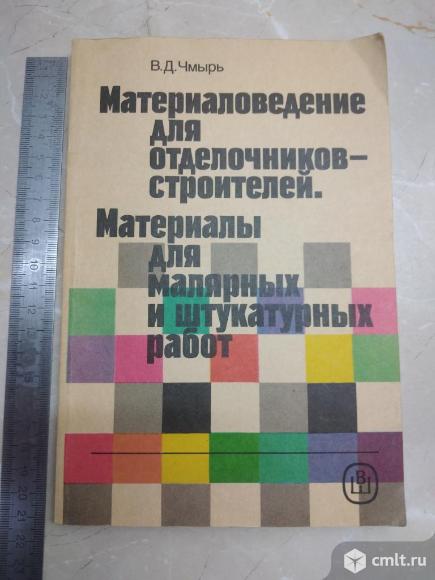 В.Д.Чмырь
Материаловедение
для
отделочников-
строителей.
Материалы
для
малярных
и штукатурных
работ
В
Ш
cmlt.ru